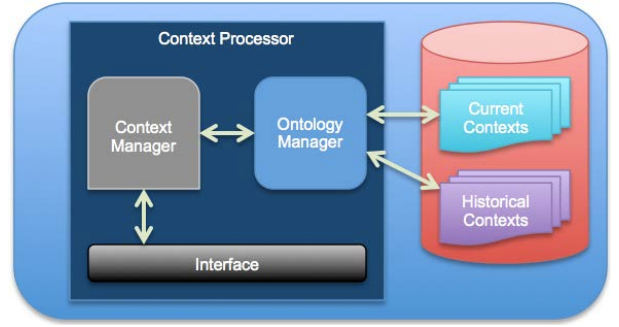 Context Processor
Context
Manager
Ontology
Manager
Current
Contexts
Historical
Contexts
Interface